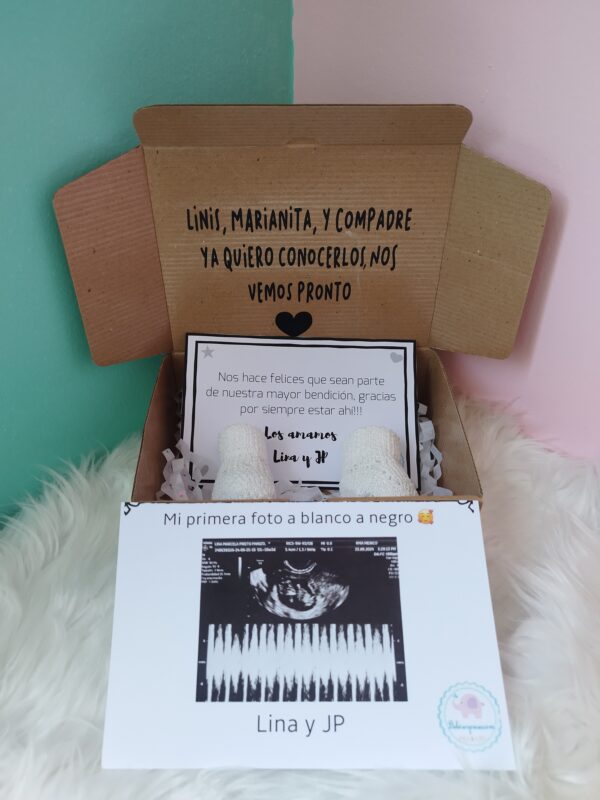 LINIS, MARIANITA, Y COMPADRE
YA QUIERO CONOCERLOS, NOS
VEMOS PRONTO
Nos hace felices que sean parte
de nuestra mayor bendición, gracias
por siempre estar ahí!!!
Los amamos
Lina y JP
Mi primera foto a blanco a negro 🥰
Lina y JP